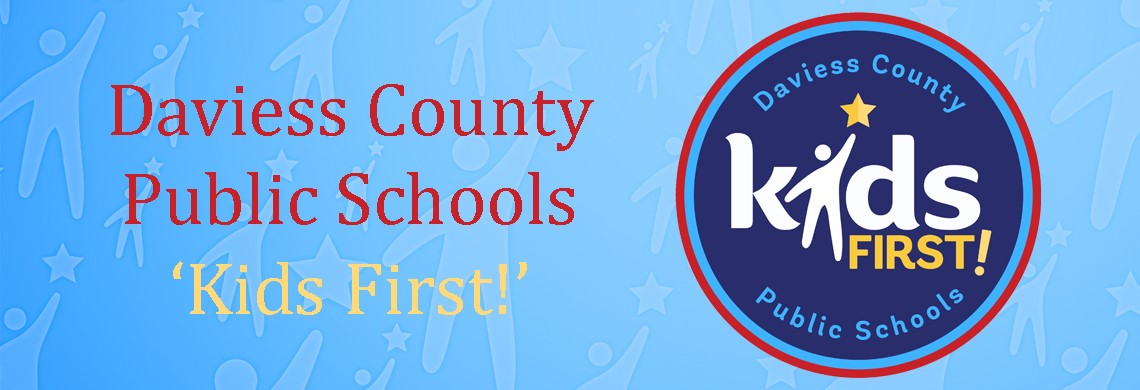 Daviess County
Public Schools
‘Kids First!’
Daviess County
kids
FIRST!
Public Schools